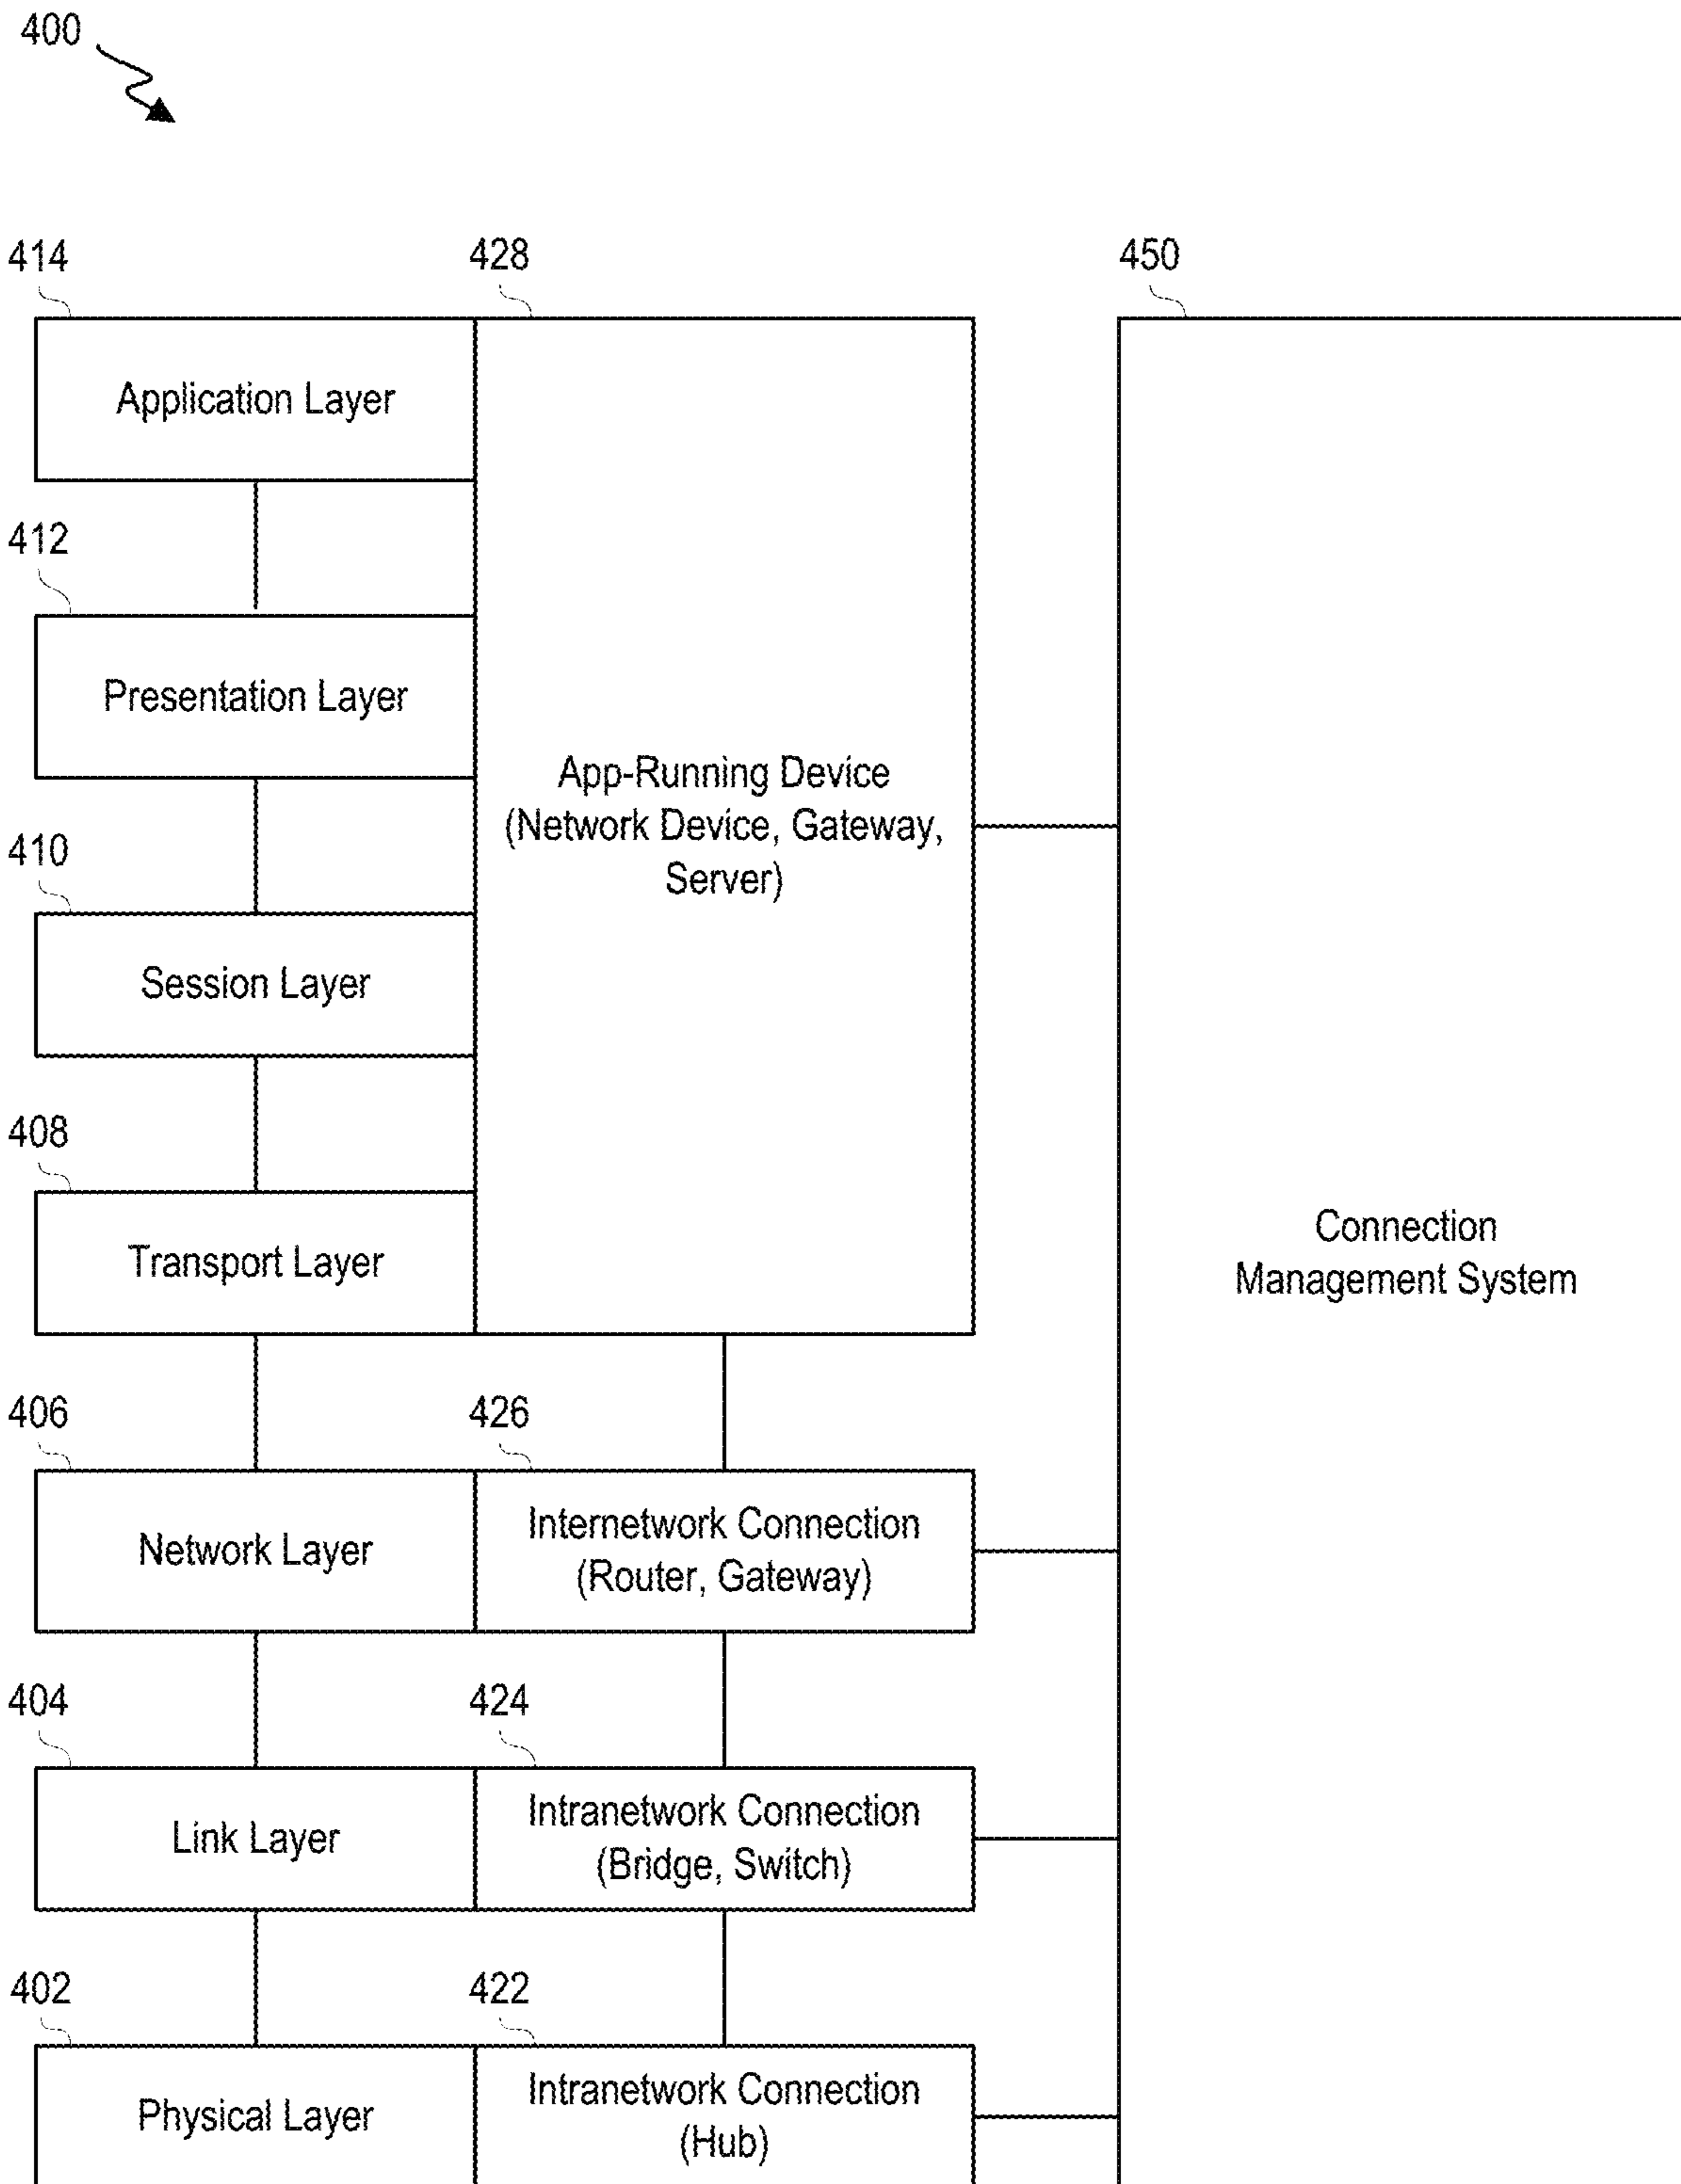 400
414
428
450
Application Layer
412
Presentation Layer
App-Running Device
(Network Device, Gateway,
Server)
410
Session Layer
408
Transport Layer
Connection
Management System
406
426
Network Layer
Internetwork Connection
(Router, Gateway)
404
424
Link Layer
Intranetwork Connection
(Bridge, Switch)
402
422
Physical Layer
Intranetwork Connection
(Hub)